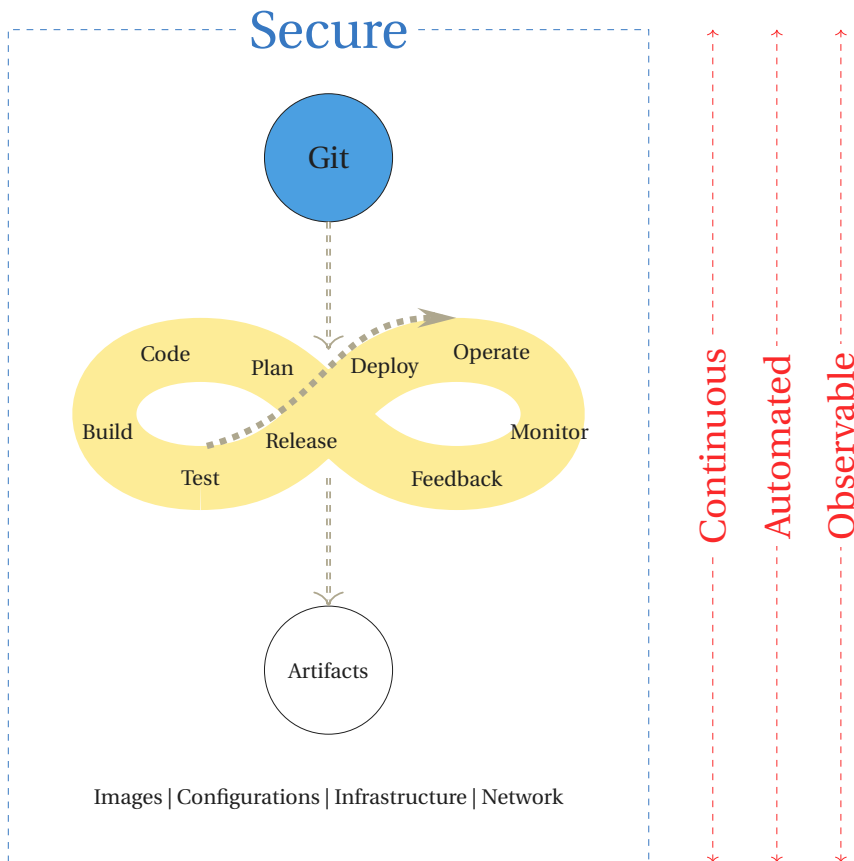 Secure
Git
Code
Plan
Deploy
Operate
Build
Release
Monitor
Test
Feedback
Artifacts
Images | Configurations | Infrastructure | Network
Continuous
Automated
Observable